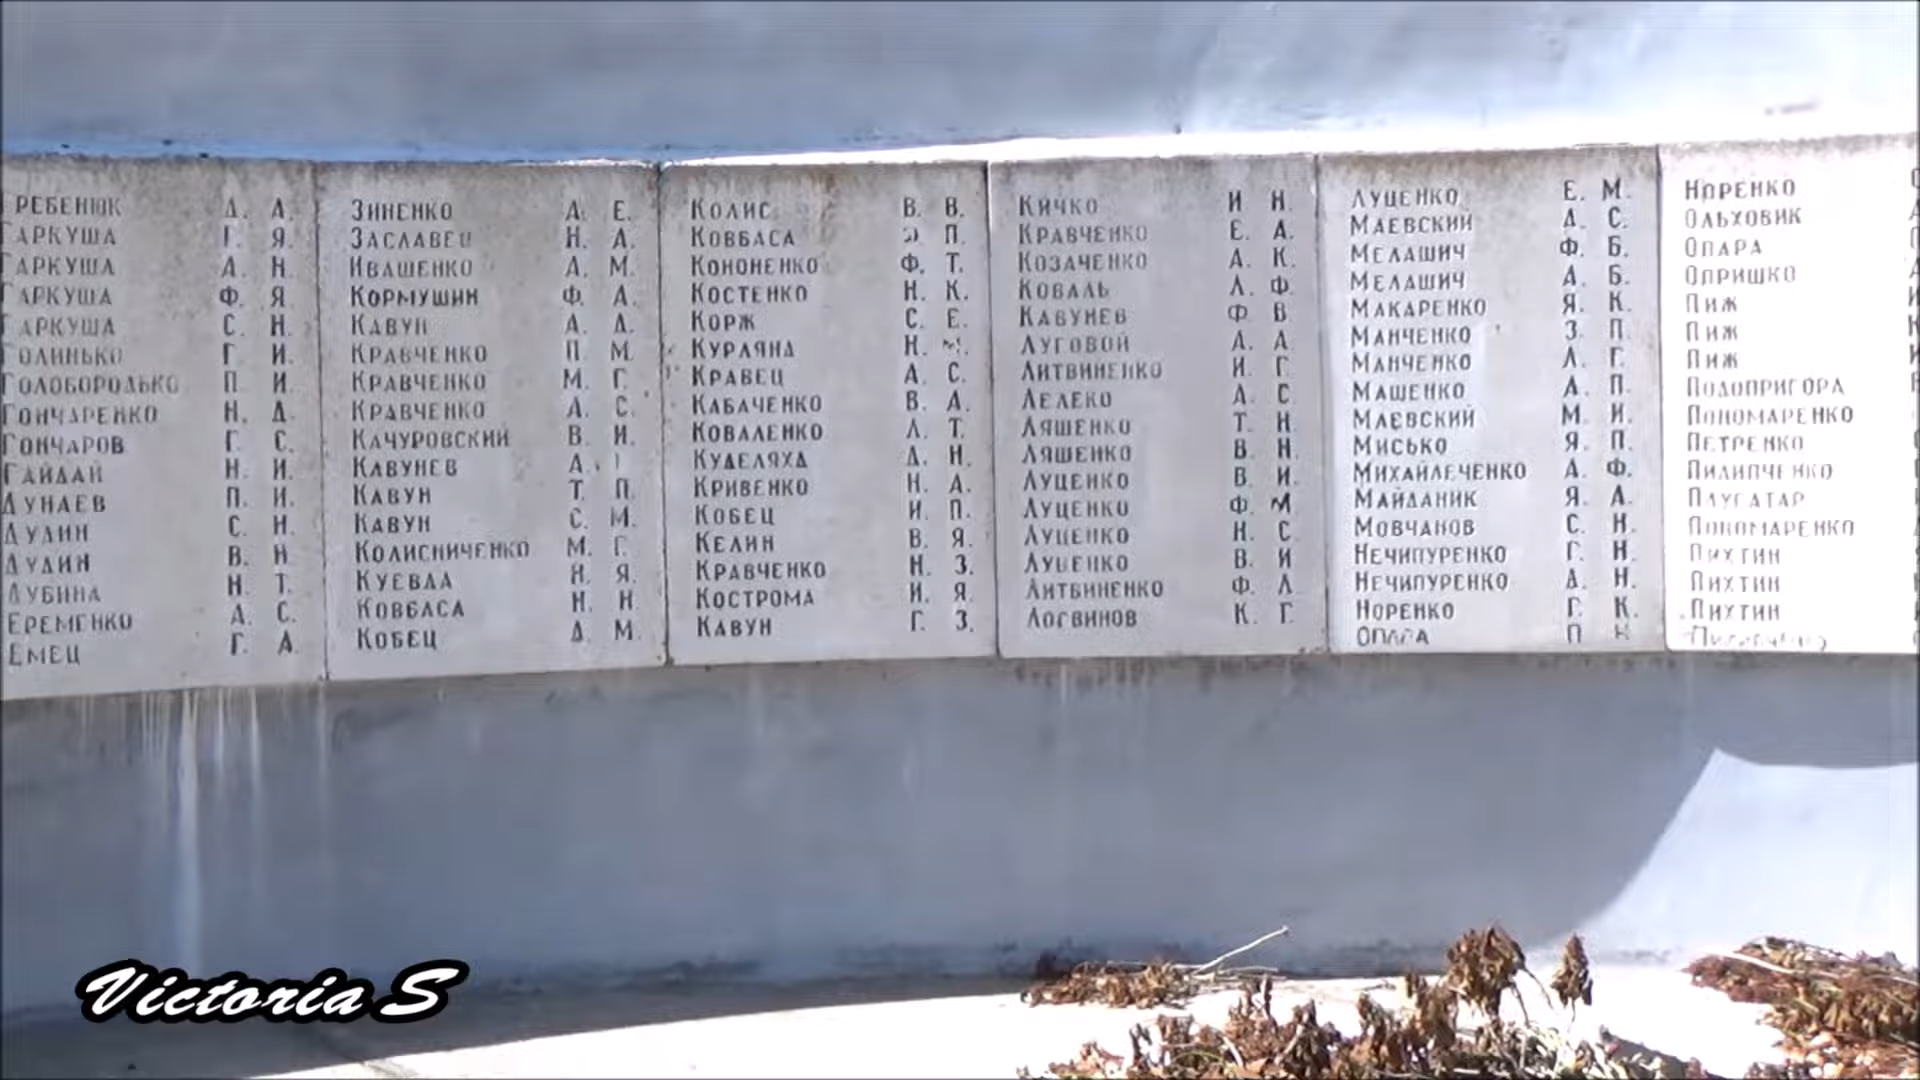 ГРЕБЕНЮК Д. А.
ГАРКУША Г. Я.
ГАРКУША А. Н.
ГАРКУША Ф. Я.
ГАРКУША С. Н.
ГОЛИНЬКО Г. И.
ГОЛОБОРОДЬКО П. И.
ГОНЧАРЕНКО Н. Д.
ГОНЧАРОВ Г. С.
ГАЙДАЙ Н. И.
ДУНАЕВ П. И.
ДУДИН С. Н.
ДУДИН В. Н
ДУБИНА Н. Т.
ЕРЕМЕНКО А. С.
ЕМЕЦ Г. А.
ЗИНЕНКО А. Е.
ЗАСЛАВЕЦ Н. А.
ИВАШЕНКО А. М.
КОРМУШИН Ф. А.
КАВУН А. Д.
КРАВЧЕНКО П. М.
КРАВЧЕНКО М. Г.
КРАВЧЕНКО А. С.
КАЧУРОВСКИЙ В. И.
КАВУНЕВ А.
КАВУН Т. П.
КАВУН С. М.
КОЛИСНИЧЕНКО М. Г.
КУЕВДА Н. Я.
КОВБАСА Н. Н
КОБЕЦ Д. М.
КОЛИС В. В.
КОВБАСА П.
КОНОНЕНКО Ф. Т.
КОСТЕНКО Н. К.
КОРЖ С. Е.
КУРЛЯНД Н. М.
КРАВЕЦ А. С.
КАБАЧЕНКО В. А.
КОВАЛЕНКО А. Т.
КУДЕЛЯХД Д. Н.
КРИВЕНКО Н. А.
КОБЕЦ И. П.
КЕЛИН В. Я.
КРАВЧЕНКО Н. З.
КОСТРОМА И. Я.
КАВУН Г. З.
КИЧКО И Н.
КРАВЧЕНКО Е. А.
КОЗАЧЕНКО А. К.
КОВАЛЬ А. Ф.
КАВУНЕВ Ф В
ЛУГОВОЙ А. А
ЛИТВИНЕНКО И. Г
ЛЕЛЕКО А. С
ЛЯШЕНКО Т. Н
ЛЯШЕНКО В. Н.
ЛУЦЕНКО В. И.
ЛУЦЕНКО Ф. М
ЛУЦЕНКО Н. С
ЛУЦЕНКО В. И
ЛИТВИНЕНКО Ф. Л
ЛОГВИНОВ К. Г.
ЛУЦЕНКО Е. М.
МАЕВСКИЙ Д. С.
МЕЛАШИЧ Ф. Б.
МЕЛАШИЧ А. Б.
МАКАРЕНКО Я. К.
МАНЧЕНКО З. П.
МАНЧЕНКО Л. Г.
МАШЕНКО А. П.
МАЕВСКИЙ М. И.
МИСЬКО Я. П.
МИХАЙЛЕЧЕНКО А. Ф.
МАЙДАНИК Я. А.
МОВЧАНОВ С. Н.
НЕЧИПУРЕНКО Г. Н.
НЕЧИПУРЕНКО Д. Н.
НОРЕНКО Г. К.
ОПАРА П
НОРЕНКО
ОЛЬХОВИК
ОПАРА
ОПРИШКО
ПИЖ
ПИЖ
ПИЖ
ПОДОПРИГОРА
ПОНОМАРЕНКО
ПЕТРЕНКО
ПИЛИПЧЕНКО
ПЛУГАТАР
ПОНОМАРЕНКО
ПИХТИН
ПИХТИН
ПИХТИН
Victoria S